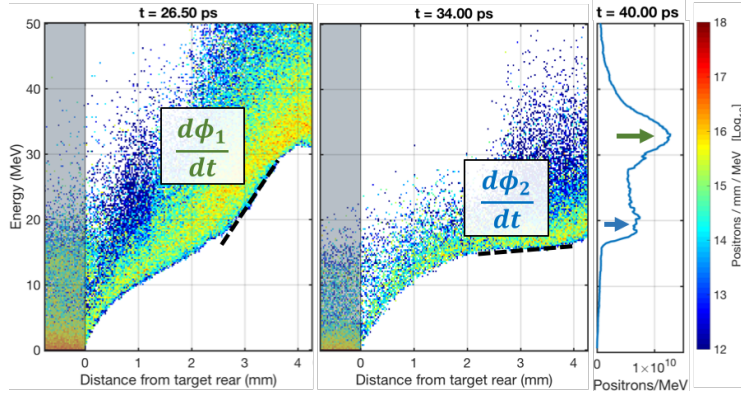 t = 26.50 ps
t = 34.00 ps
t = 40.00 ps
Energy (MeV)
50
40
30
20
10
0
dϕ₁
dt
dϕ₂
dt
0
1
2
3
4
Distance from target rear (mm)
0
1
2
3
4
Distance from target rear (mm)
0
1×10¹⁰
Positrons/MeV
18
17
16
15
14
13
12
Positrons / mm / MeV